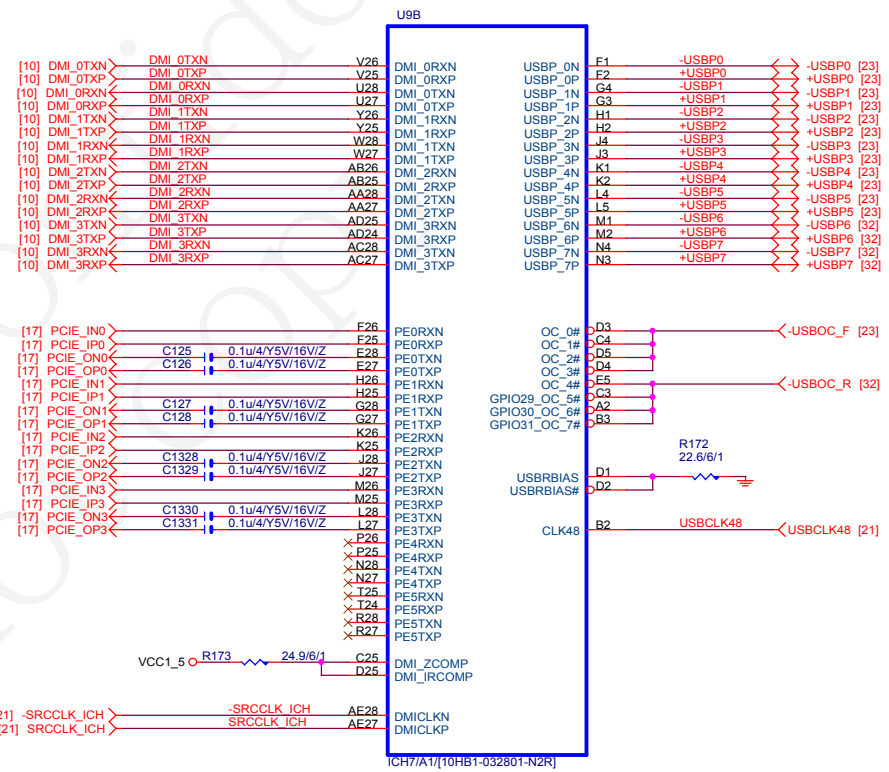 U9B
[10] DMI_0TXN DMI_0TXN V26 DMI_0RXN USBP_0N F1 -USBP0 -USBP0 [23]
[10] DMI_0TXP DMI_0TXP V25 DMI_0RXP USBP_0P F2 +USBP0 +USBP0 [23]
[10] DMI_0RXN DMI_0RXN U28 DMI_0TXN USBP_1N G4 -USBP1 -USBP1 [23]
[10] DMI_0RXP DMI_0RXP U27 DMI_0TXP USBP_1P G3 +USBP1 +USBP1 [23]
[10] DMI_1TXN DMI_1TXN Y26 DMI_1RXN USBP_2N H1 -USBP2 -USBP2 [23]
[10] DMI_1TXP DMI_1TXP Y25 DMI_1RXP USBP_2P H2 +USBP2 +USBP2 [23]
[10] DMI_1RXN DMI_1RXN W28 DMI_1TXN USBP_3N J4 -USBP3 -USBP3 [23]
[10] DMI_1RXP DMI_1RXP W27 DMI_1TXP USBP_3P J3 +USBP3 +USBP3 [23]
[10] DMI_2TXN DMI_2TXN AB26 DMI_2RXN USBP_4N K1 -USBP4 -USBP4 [23]
[10] DMI_2TXP DMI_2TXP AB25 DMI_2RXP USBP_4P K2 +USBP4 +USBP4 [23]
[10] DMI_2RXN DMI_2RXN AA28 DMI_2TXN USBP_5N L4 -USBP5 -USBP5 [23]
[10] DMI_2RXP DMI_2RXP AA27 DMI_2TXP USBP_5P L5 +USBP5 +USBP5 [23]
[10] DMI_3TXN DMI_3TXN AD25 DMI_3RXN USBP_6N M1 -USBP6 -USBP6 [32]
[10] DMI_3TXP DMI_3TXP AD24 DMI_3RXP USBP_6P M2 +USBP6 +USBP6 [32]
[10] DMI_3RXN DMI_3RXN AC28 DMI_3TXN USBP_7N N4 -USBP7 -USBP7 [32]
[10] DMI_3RXP DMI_3RXP AC27 DMI_3TXP USBP_7P N3 +USBP7 +USBP7 [32]
[17] PCIE_IN0 F26 PE0RXN OC_0# D3 -USBOC_F [23]
[17] PCIE_IP0 F25 PE0RXP OC_1# C4
[17] PCIE_ON0 C125 0.1u/4/Y5V/16V/Z E28 PE0TXN OC_2# D5
[17] PCIE_OP0 C126 0.1u/4/Y5V/16V/Z E27 PE0TXP OC_3# D4
[17] PCIE_IN1 H26 PE1RXN OC_4# E5 -USBOC_R [32]
[17] PCIE_IP1 H25 PE1RXP GPIO29_OC_5# C3
[17] PCIE_ON1 C127 0.1u/4/Y5V/16V/Z G28 PE1TXN GPIO30_OC_6# A2
[17] PCIE_OP1 C128 0.1u/4/Y5V/16V/Z G27 PE1TXP GPIO31_OC_7# B3
[17] PCIE_IN2 K26 PE2RXN
[17] PCIE_IP2 K25 PE2RXP R172
[17] PCIE_ON2 C1328 0.1u/4/Y5V/16V/Z J28 PE2TXN 22.6/6/1
[17] PCIE_OP2 C1329 0.1u/4/Y5V/16V/Z J27 PE2TXP USBRBIAS D1
[17] PCIE_IN3 M26 PE3RXN USBRBIAS# D2
[17] PCIE_IP3 M25 PE3RXP
[17] PCIE_ON3 C1330 0.1u/4/Y5V/16V/Z L28 PE3TXN
[17] PCIE_OP3 C1331 0.1u/4/Y5V/16V/Z L27 PE3TXP CLK48 B2 USBCLK48 USBCLK48 [21]
P26 PE4RXN
P25 PE4RXP
N28 PE4TXN
N27 PE4TXP
T25 PE5RXN
T24 PE5RXP
R28 PE5TXN
R27 PE5TXP
VCC1_5 R173 24.9/6/1 C25 DMI_ZCOMP
D25 DMI_IRCOMP
21] -SRCCLK_ICH -SRCCLK_ICH AE28 DMICLKN
[21] SRCCLK_ICH SRCCLK_ICH AE27 DMICLKP
ICH7/A1/[10HB1-032801-N2R]